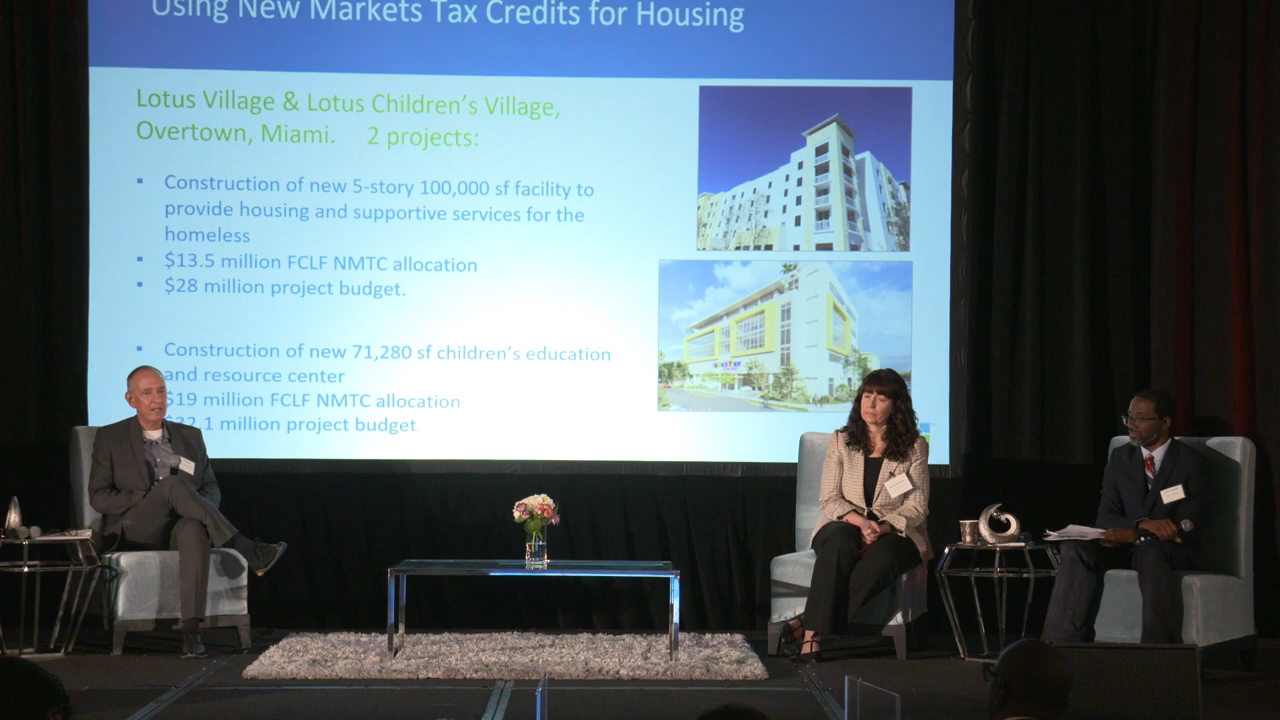 Using New Markets Tax Credits for Housing
Lotus Village & Lotus Children's Village,
Overtown, Miami. 2 projects:
▪ Construction of new 5-story 100,000 sf facility to
provide housing and supportive services for the
homeless
▪ $13.5 million FCLF NMTC allocation
▪ $28 million project budget.
▪ Construction of new 71,280 sf children's education
and resource center
$19 million FCLF NMTC allocation
.1 million project budget.